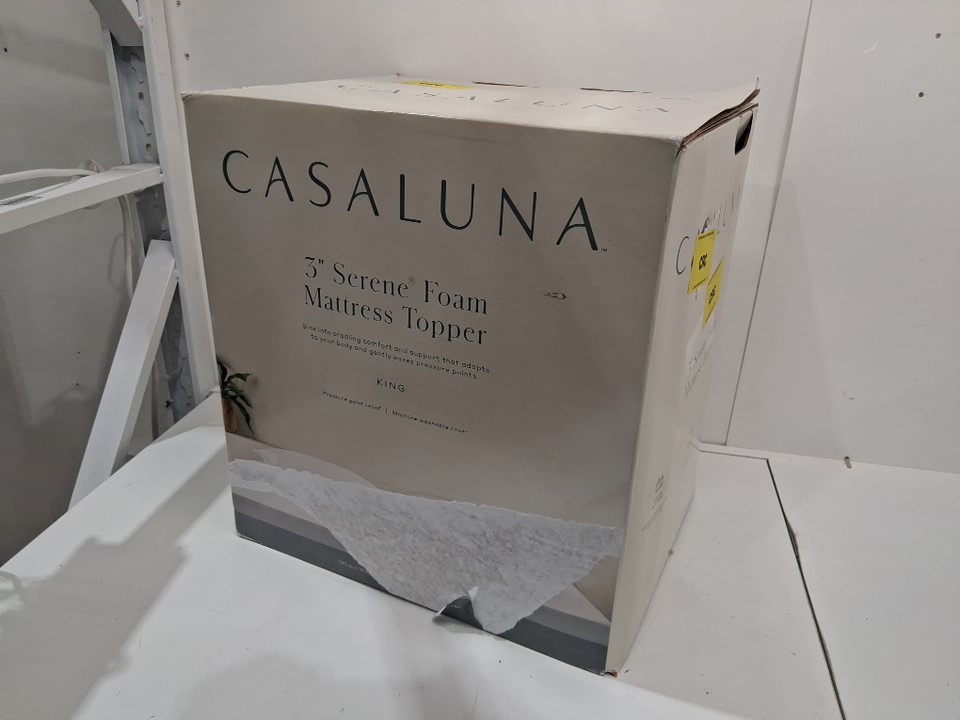 CASALUNA
CASALUNA™
3" Serene® Foam
Mattress Topper
Sink into cradling comfort and support that adapts
to your body and gently eases pressure points.
KING
Pressure point relief | Machine washable cover